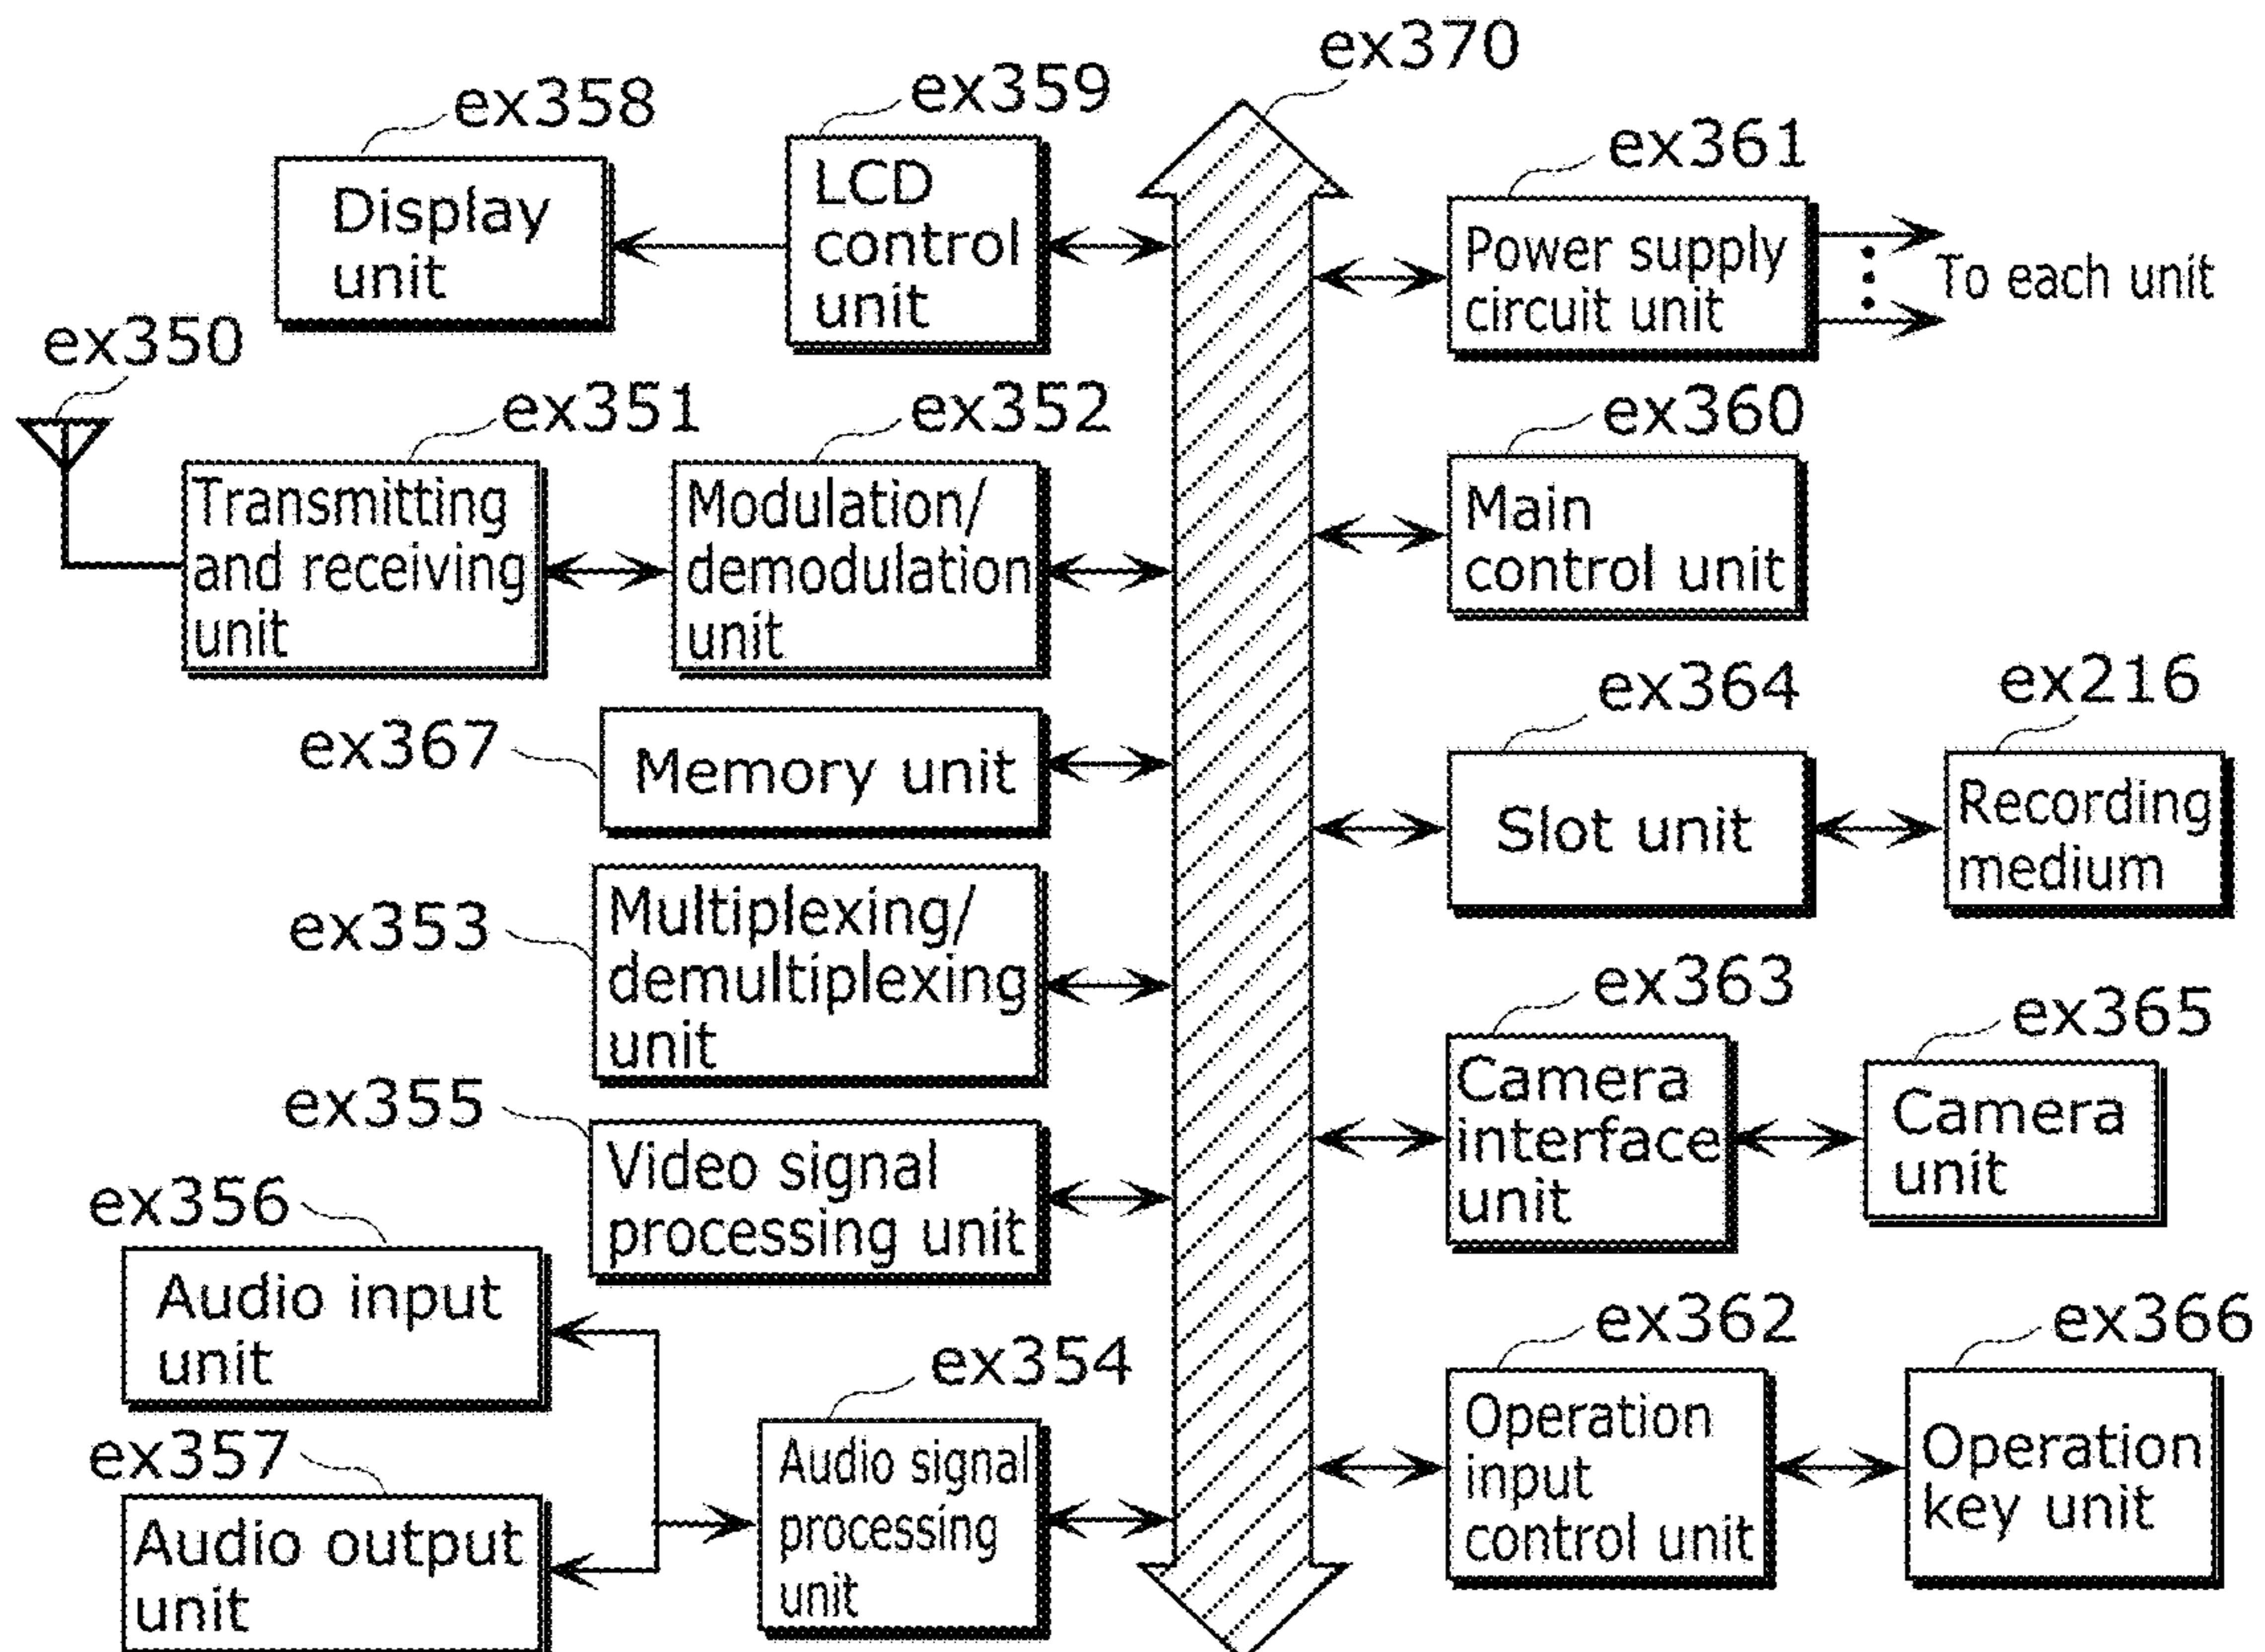 ex370
ex358
ex359
ex361
Display
unit
LCD
control
unit
Power supply
circuit unit
To each unit
ex350
ex351
ex352
ex360
Transmitting
and receiving
unit
Modulation/
demodulation
unit
Main
control unit
ex367
Memory unit
ex364
ex216
Slot unit
Recording
medium
ex353
Multiplexing/
demultiplexing
unit
ex363
ex365
Camera
interface
unit
Camera
unit
ex355
Video signal
processing unit
ex356
Audio input
unit
ex354
ex362
ex366
ex357
Audio output
unit
Audio signal
processing
unit
Operation
input
control unit
Operation
key unit